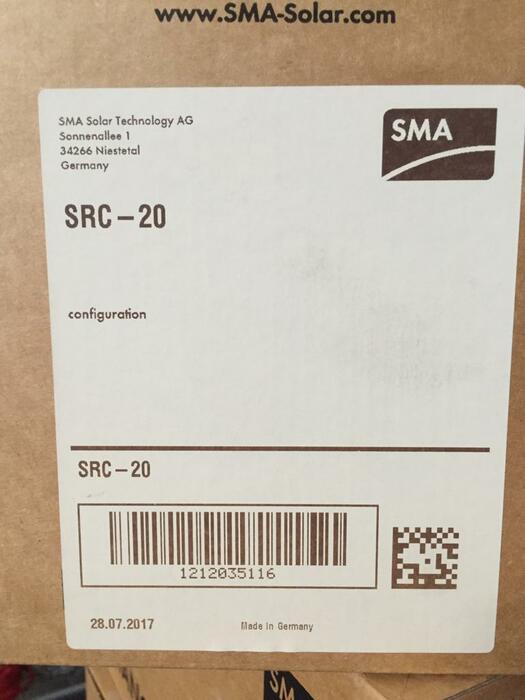 www.SMA-Solar.com
SMA Solar Technology AG
Sonnenallee 1
34266 Niestetal
Germany
SMA
SRC-20
configuration
SRC-20
1212035116
28.07.2017
Made in Germany
SM